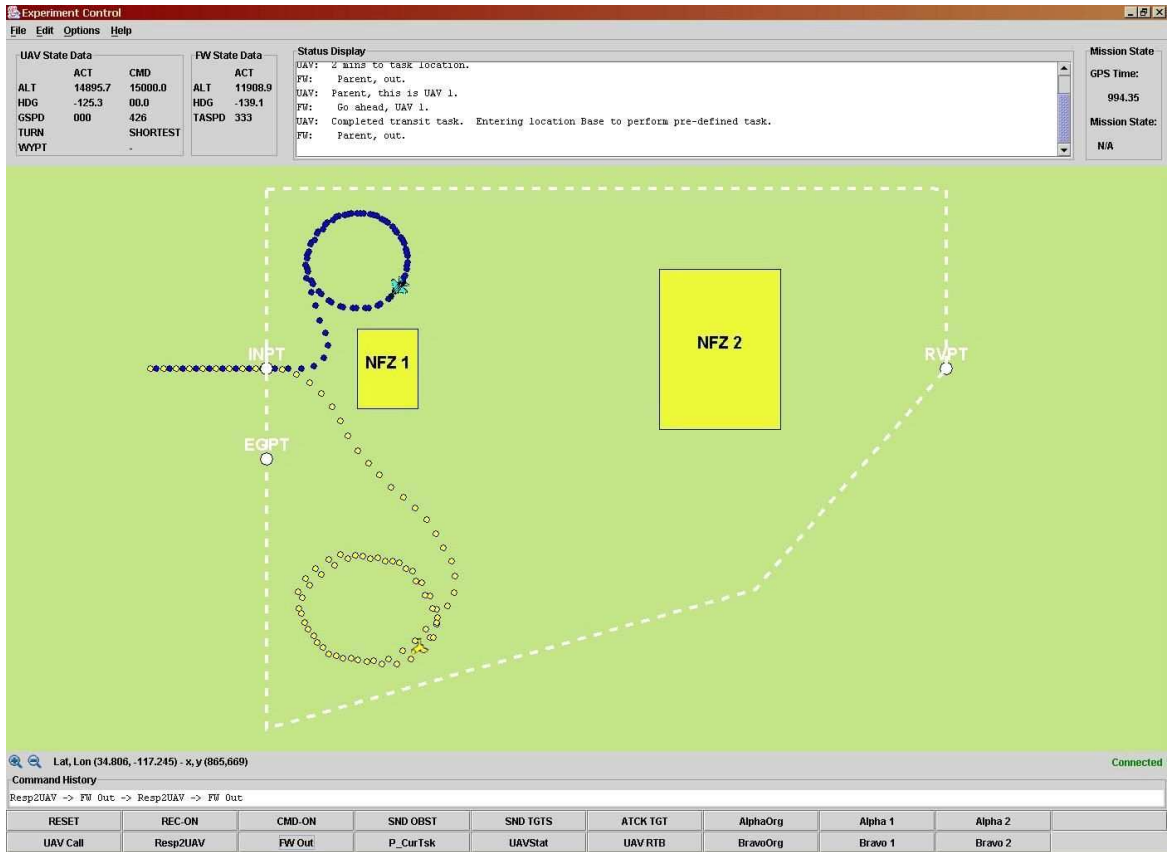 Experiment Control
File Edit Options Help
UAV State Data
ACT CMD
ALT 14895.7 15000.0
HDG -125.3 00.0
GSPD 000 426
TURN SHORTEST
WYPT -
FW State Data
ACT
ALT 11908.9
HDG -139.1
TASPD 333
Status Display
UAV: 2 mins to task location.
FW: Parent, out.
UAV: Parent, this is UAV 1.
FW: Go ahead, UAV 1.
UAV: Completed transit task. Entering location Base to perform pre-defined task.
FW: Parent, out.
Mission State
GPS Time:
994.35
Mission State:
N/A
INPT
NFZ 1
NFZ 2
RVPT
EGPT
Lat, Lon (34.806, -117.245) - x, y (865,669)
Connected
Command History
Resp2UAV -> FW Out -> Resp2UAV -> FW Out
RESET REC-ON CMD-ON SND OBST SND TGTS ATCK TGT AlphaOrg Alpha 1 Alpha 2
UAV Call Resp2UAV FW Out P_CurTsk UAVStat UAV RTB BravoOrg Bravo 1 Bravo 2